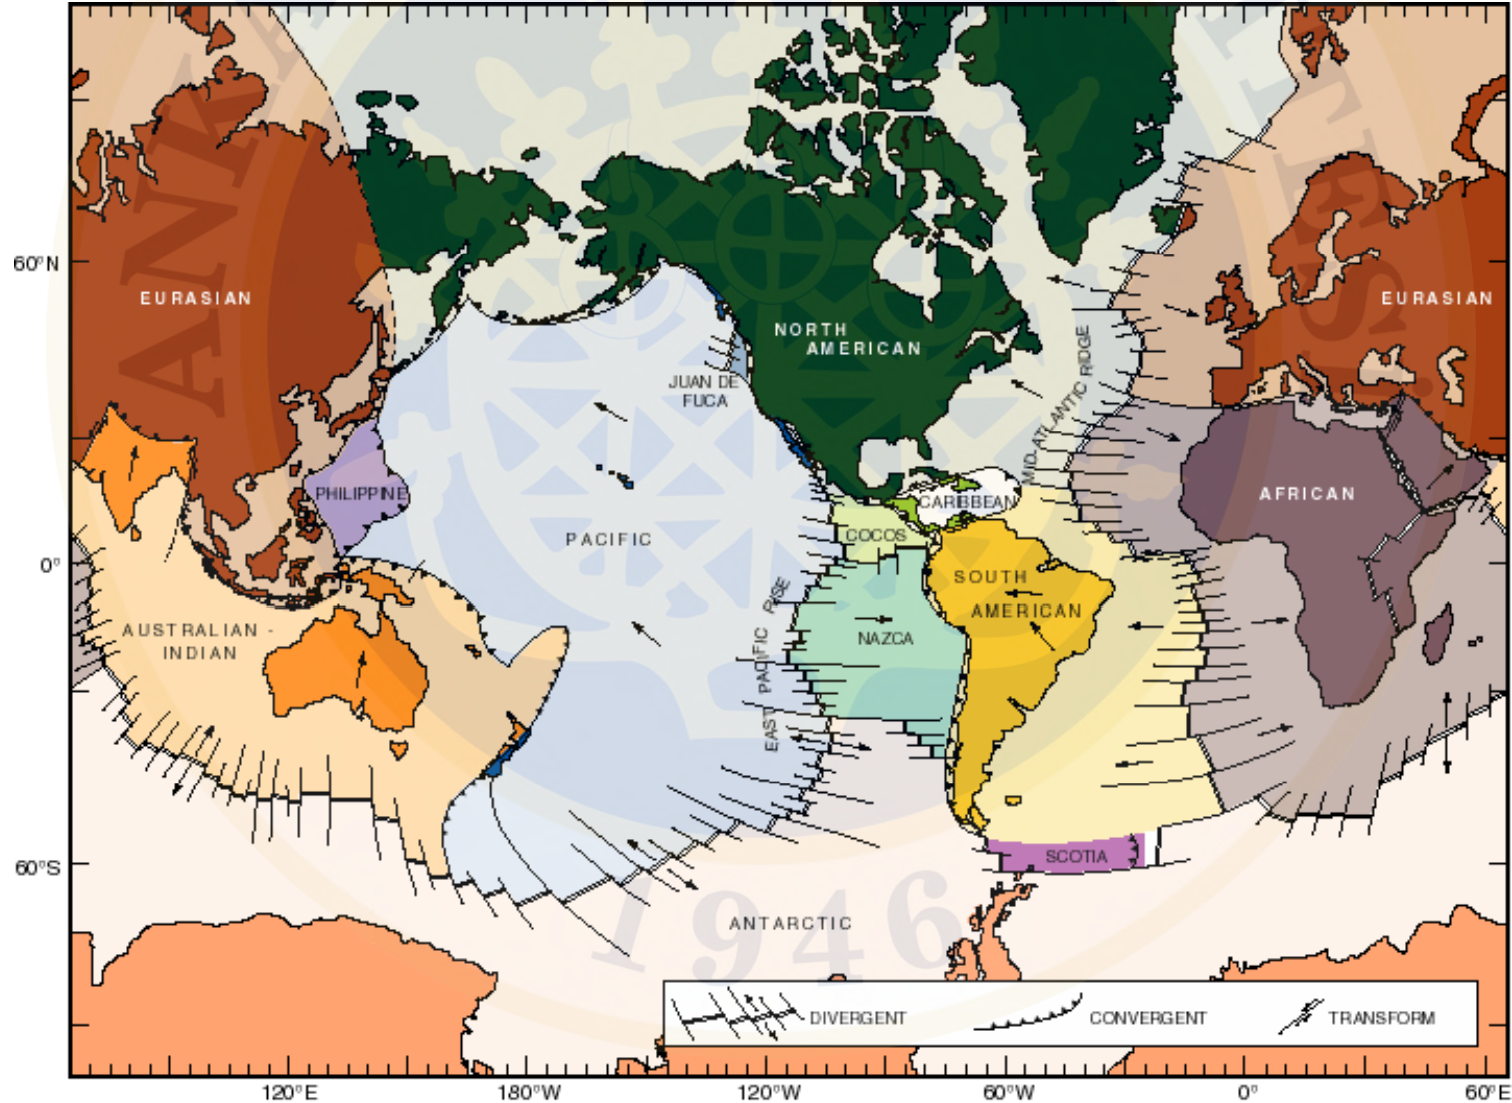 60°N
0°
60°S
EURASIAN
NORTH
AMERICAN
EURASIAN
JUAN DE
FUCA
MID-ATLANTIC RIDGE
PHILIPPINE
CARIBBEAN
AFRICAN
PACIFIC
COCOS
SOUTH
AMERICAN
EAST PACIFIC RISE
AUSTRALIAN -
INDIAN
NAZCA
SCOTIA
ANTARCTIC
1946
DIVERGENT
CONVERGENT
TRANSFORM
120°E
180°W
120°W
60°W
0°
60°E